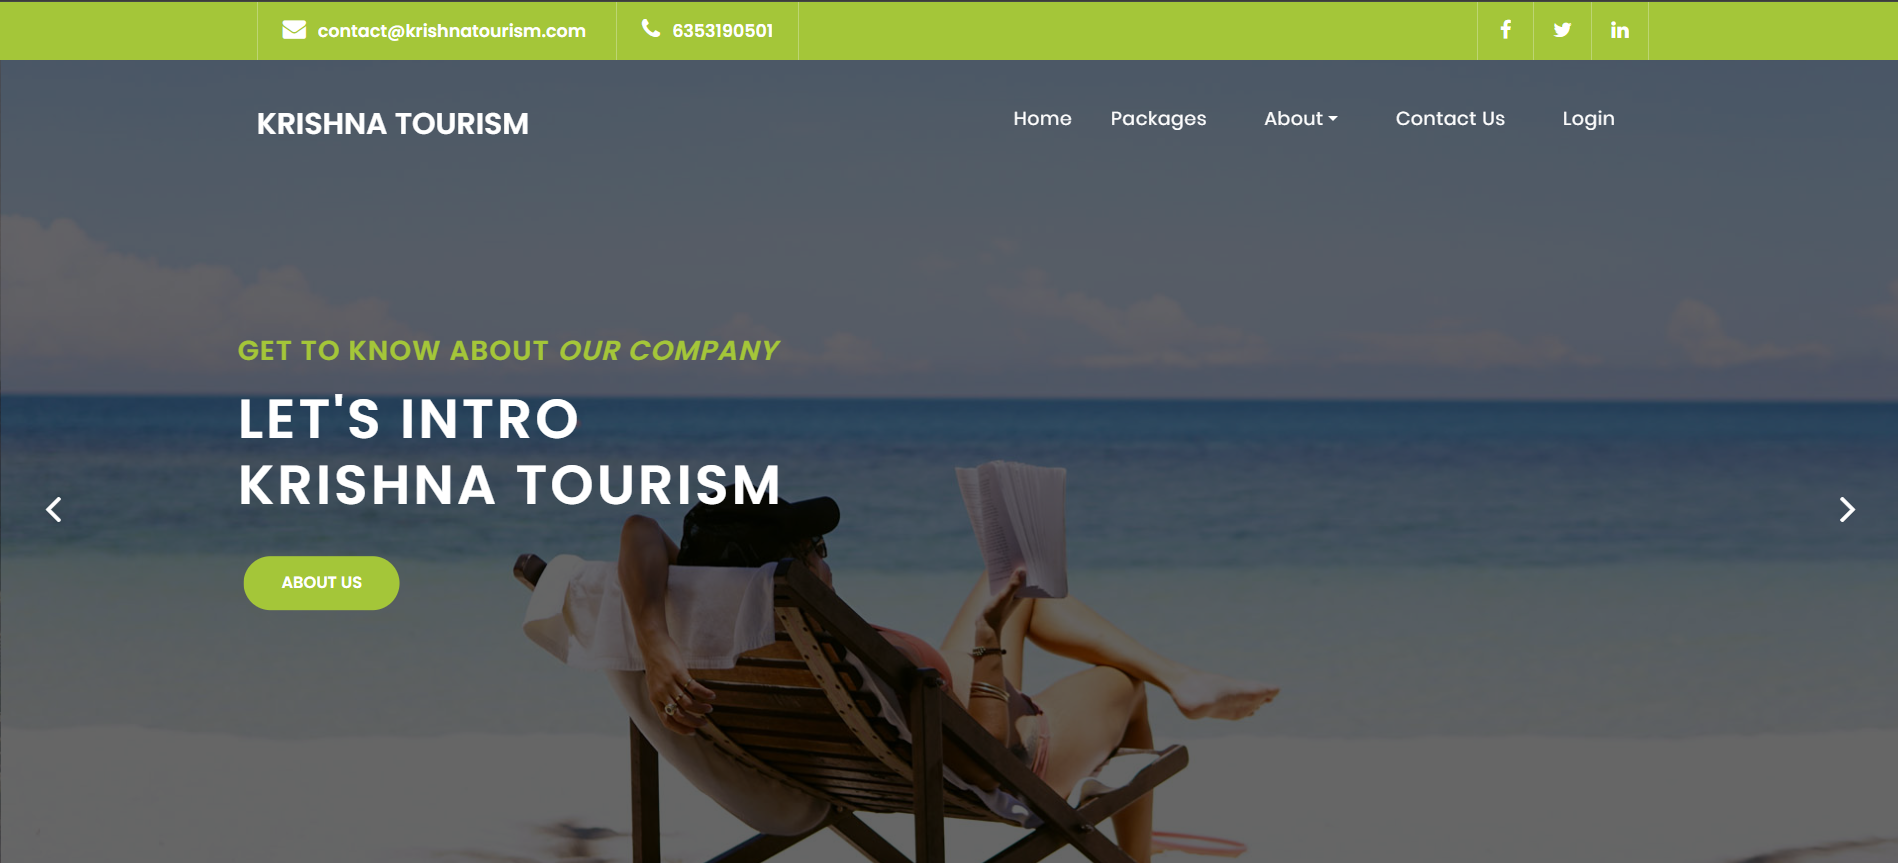 contact@krishnatourism.com 6353190501
KRISHNA TOURISM Home Packages About Contact Us Login
GET TO KNOW ABOUT OUR COMPANY
LET'S INTRO
KRISHNA TOURISM
ABOUT US